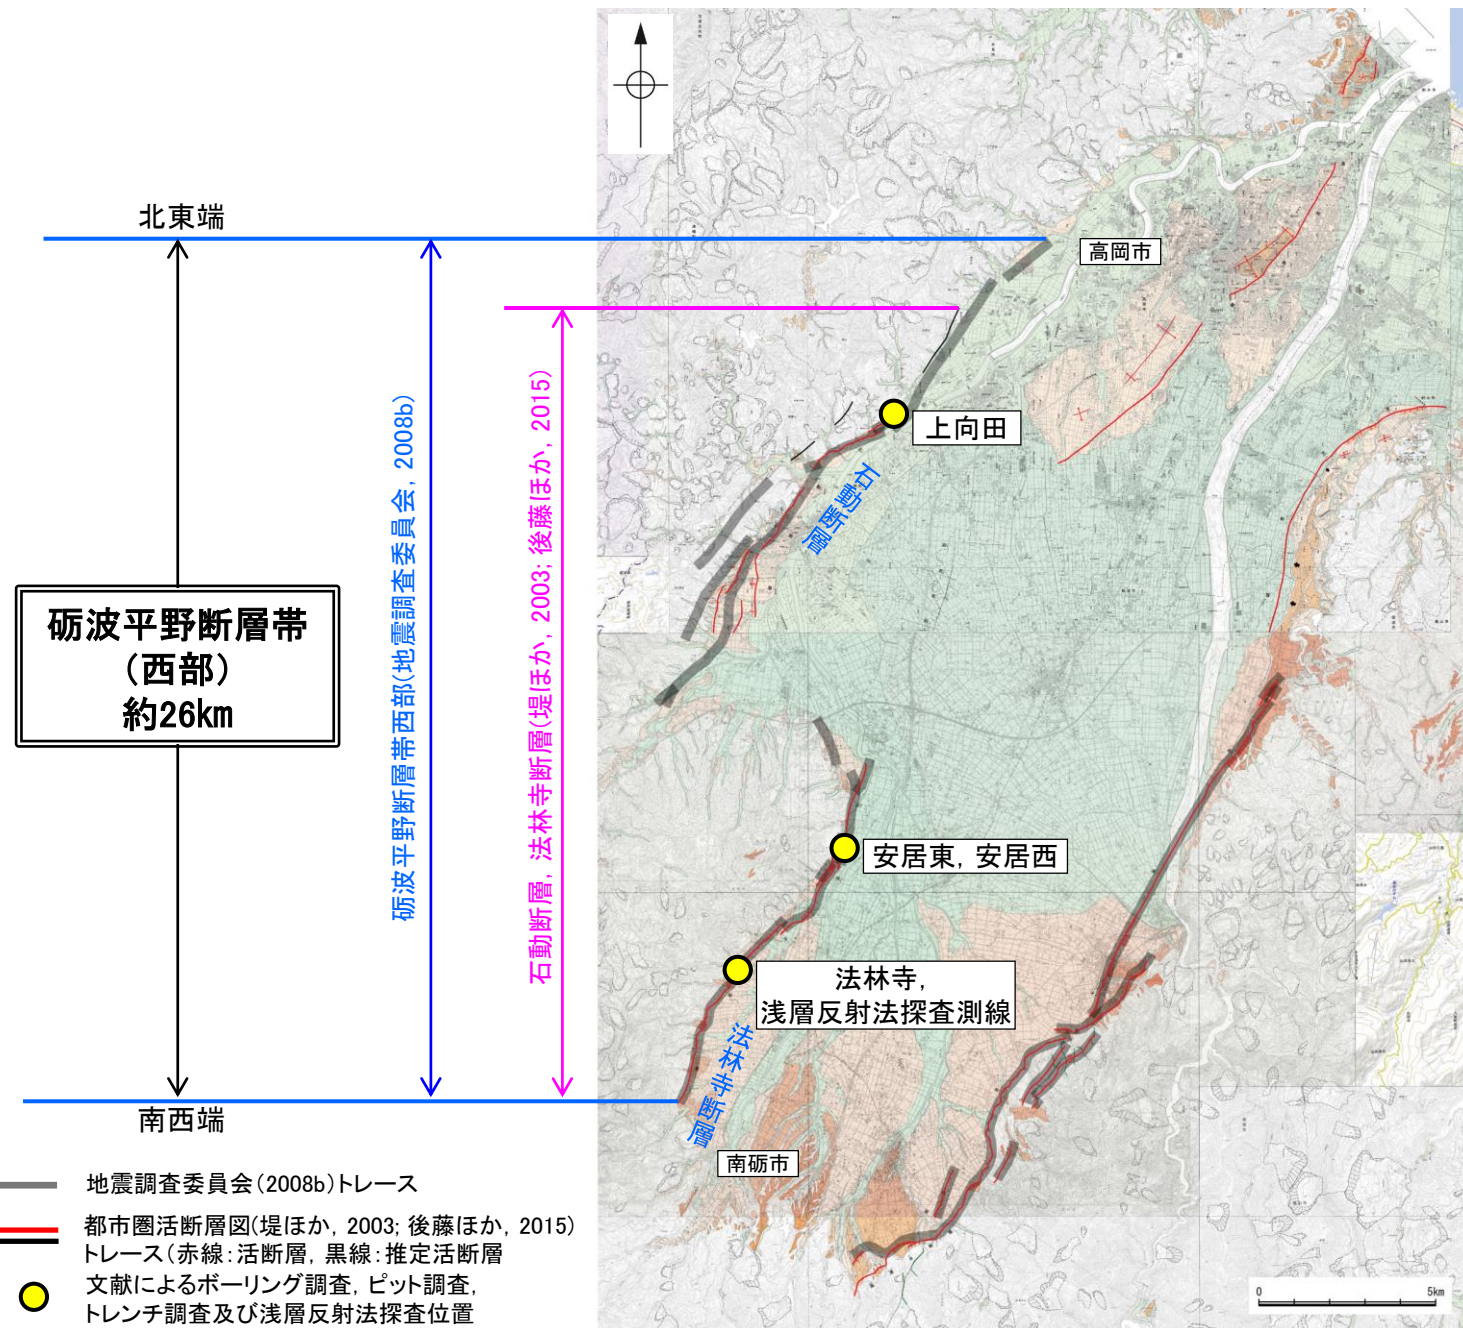 北東端
高岡市
上向田
石動断層
砺波平野断層帯西部(地震調査委員会, 2008b)
石動断層, 法林寺断層(堤ほか, 2003; 後藤ほか, 2015)
砺波平野断層帯
(西部)
約26km
安居東, 安居西
法林寺,
浅層反射法探査測線
法林寺断層
南西端
南砺市
地震調査委員会(2008b)トレース
都市圏活断層図(堤ほか, 2003; 後藤ほか, 2015)
トレース(赤線:活断層, 黒線:推定活断層
文献によるボーリング調査, ピット調査,
トレンチ調査及び浅層反射法探査位置
0 5km